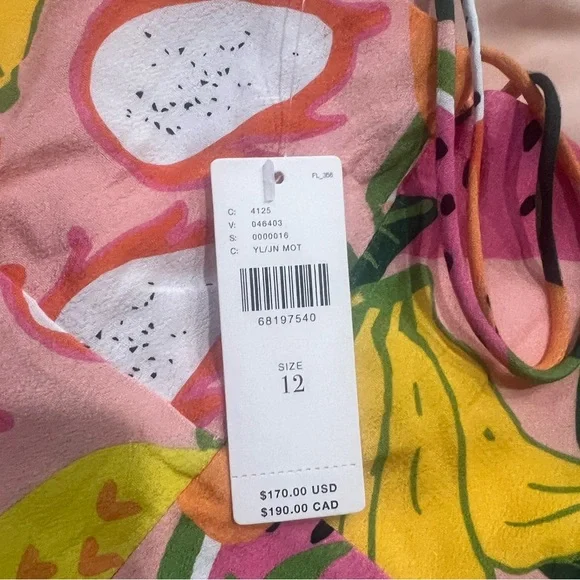 FL_356
C: 4125
V: 046403
S: 0000016
C: YL/JN MOT
68197540
SIZE
12
$170.00 USD
$190.00 CAD